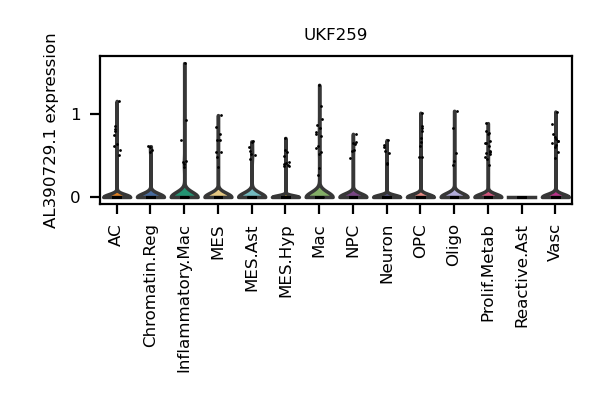 UKF259
AL390729.1 expression
1
0
AC
Chromatin.Reg
Inflammatory.Mac
MES
MES.Ast
MES.Hyp
Mac
NPC
Neuron
OPC
Oligo
Prolif.Metab
Reactive.Ast
Vasc